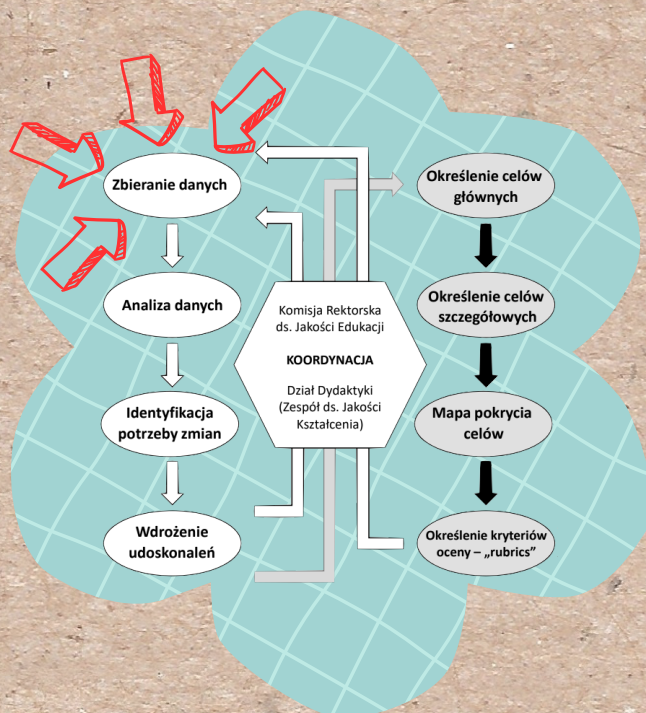 Zbieranie danych
Analiza danych
Identyfikacja
potrzeby zmian
Wdrożenie
udoskonaleń
Komisja Rektorska
ds. Jakości Edukacji
KOORDYNACJA
Dział Dydaktyki
(Zespół ds. Jakości
Kształcenia)
Określenie celów
głównych
Określenie celów
szczegółowych
Mapa pokrycia
celów
Określenie kryteriów
oceny – „rubrics”